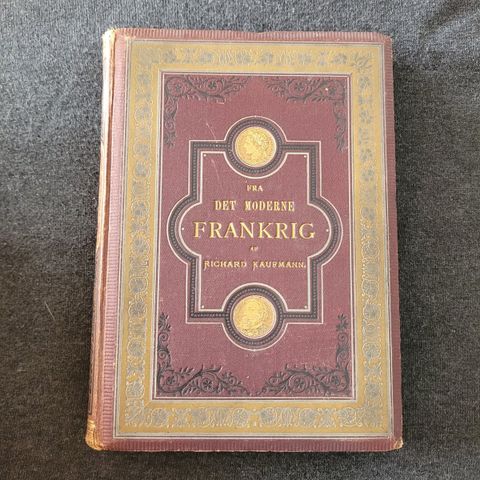 FRA
DET MODERNE
FRANKRIG
AF
RICHARD KAUFMANN.